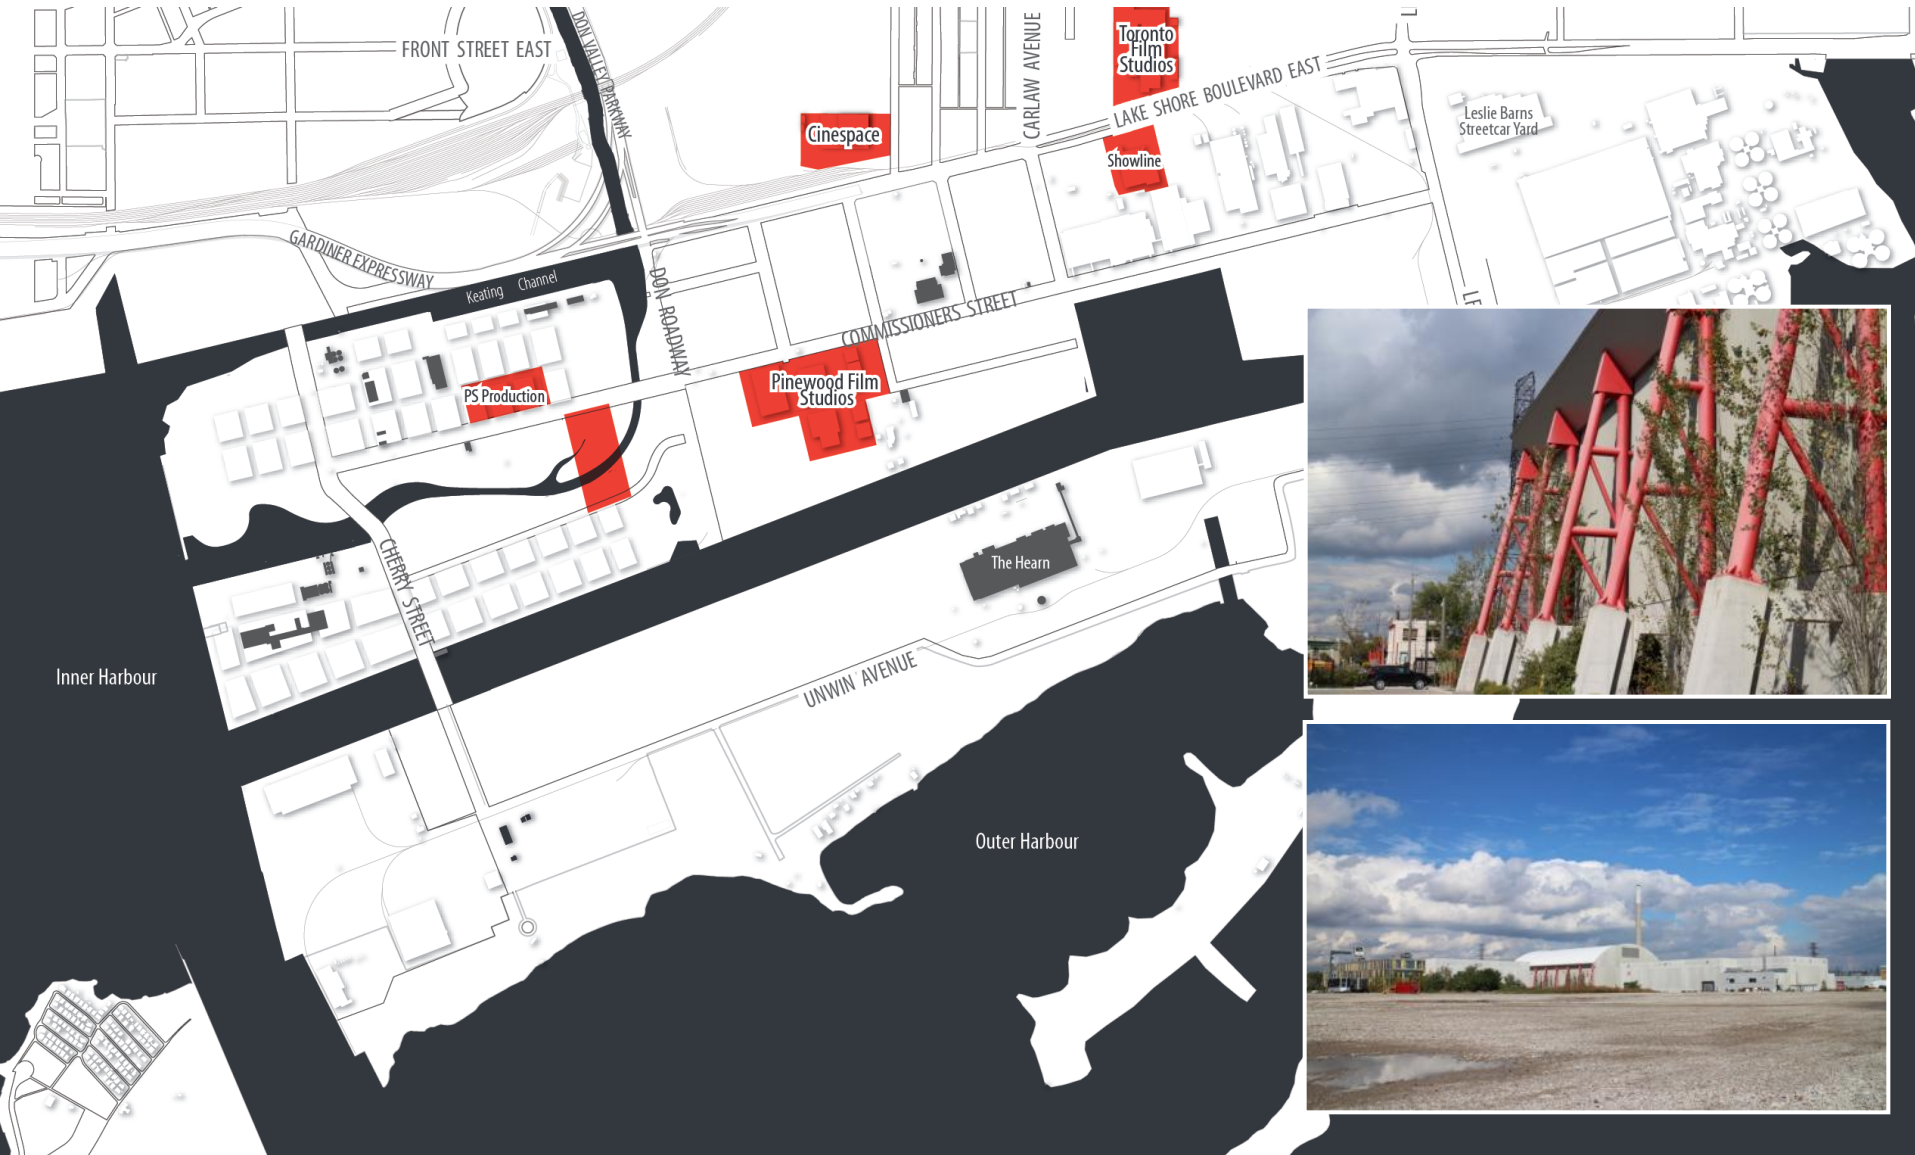 FRONT STREET EAST
DON VALLEY PARKWAY
CARLAW AVENUE
Toronto
Film
Studios
LAKE SHORE BOULEVARD EAST
Cinespace
Showline
Leslie Barns
Streetcar Yard
GARDINER EXPRESSWAY
Keating Channel
DON ROADWAY
COMMISSIONERS STREET
LE
PS Production
Pinewood Film
Studios
CHERRY STREET
The Hearn
Inner Harbour
UNWIN AVENUE
Outer Harbour